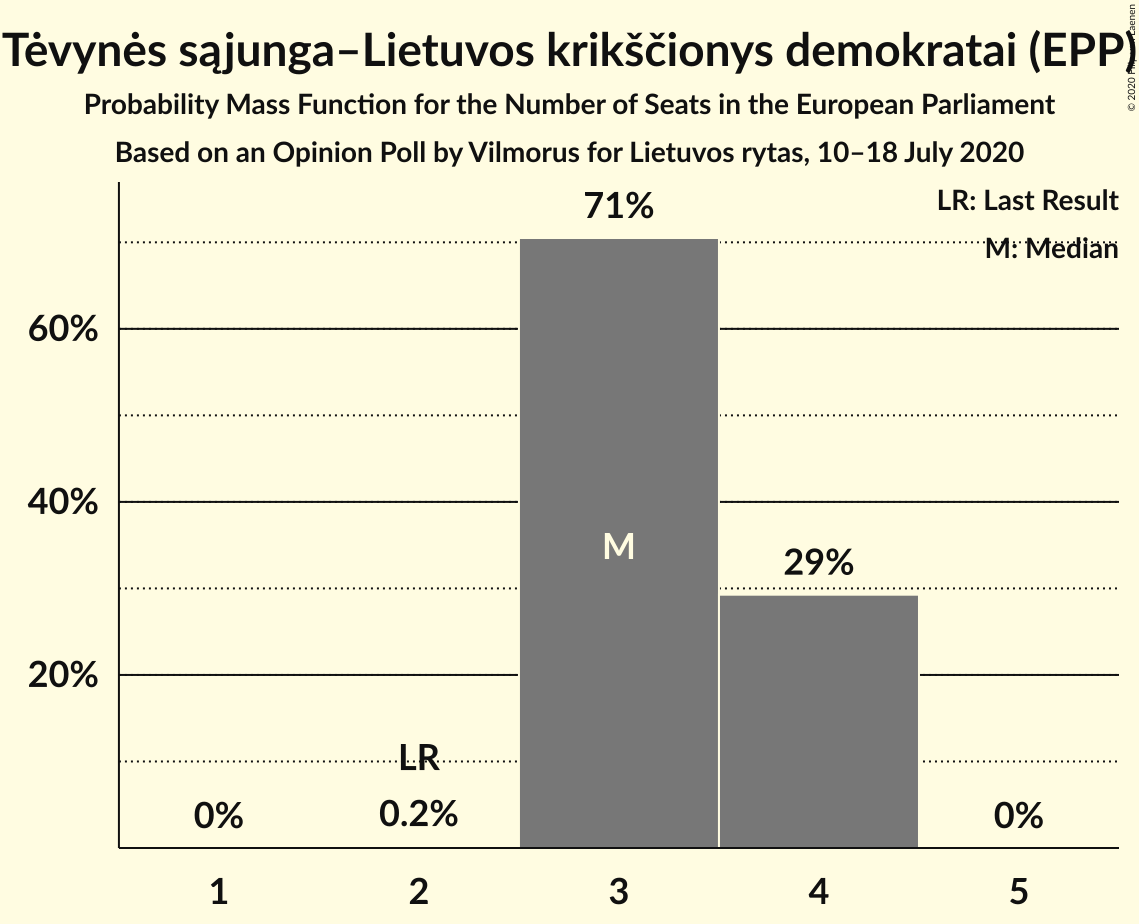 Tėvynės sąjunga–Lietuvos krikščionys demokratai (EPP)
Probability Mass Function for the Number of Seats in the European Parliament
Based on an Opinion Poll by Vilmorus for Lietuvos rytas, 10–18 July 2020
© 2020 Laenen
LR: Last Result
M: Median
71%
60%
40%
20%
M
29%
LR
0%
0.2%
0%
1
2
3
4
5